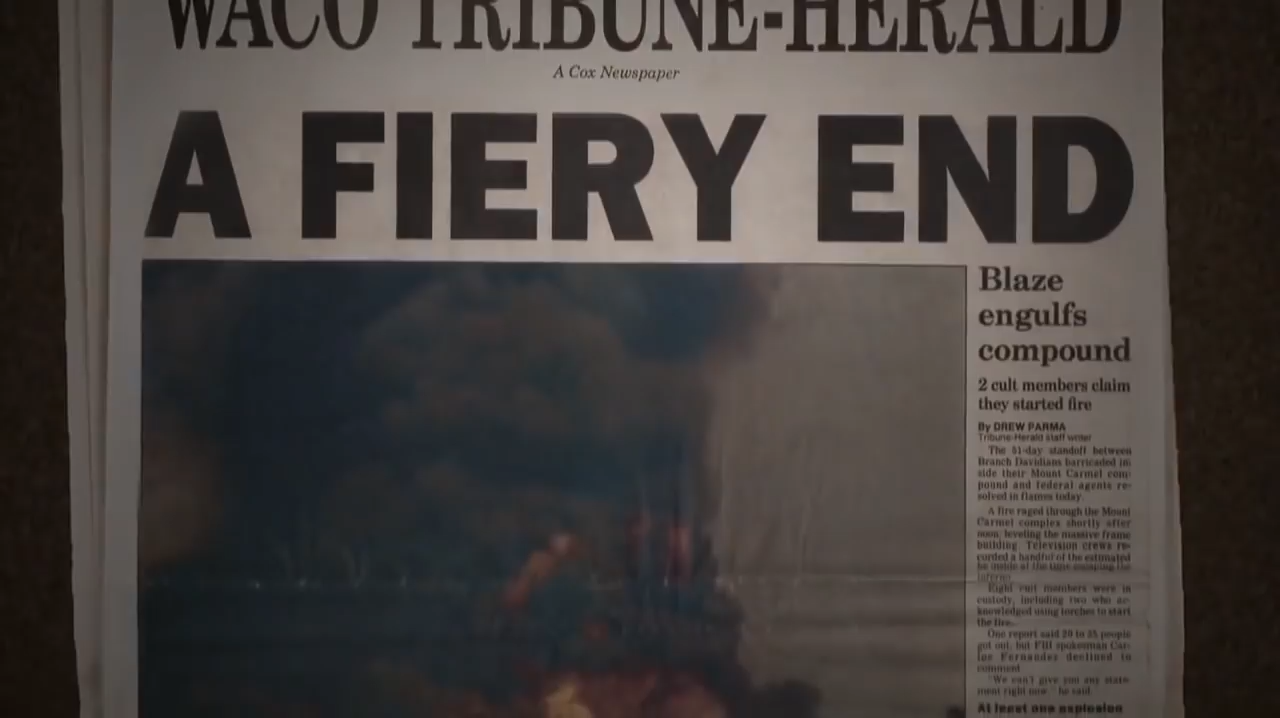 WACO TRIBUNE-HERALD
A Cox Newspaper
A FIERY END
Blaze
engulfs
compound
2 cult members claim
they started fire
By DREW PARMA
Tribune-Herald staff writer
The 51-day standoff between
Branch Davidians barricaded in-
side their Mount Carmel com-
pound and federal agents re-
solved in flames today.
A fire raged through the Mount
Carmel complex shortly after
noon, leveling the massive frame
building. Television crews re-
corded a handful of the estimated
be inside at the time escaping the
inferno.
Eight cult members were in
custody, including two who ac-
knowledged using torches to start
the fire.
One report said 20 to 25 people
got out, but FBI spokesman Car-
los Fernandez declined to
comment.
"We can't give you any state-
ment right now," he said.
At least one explosion